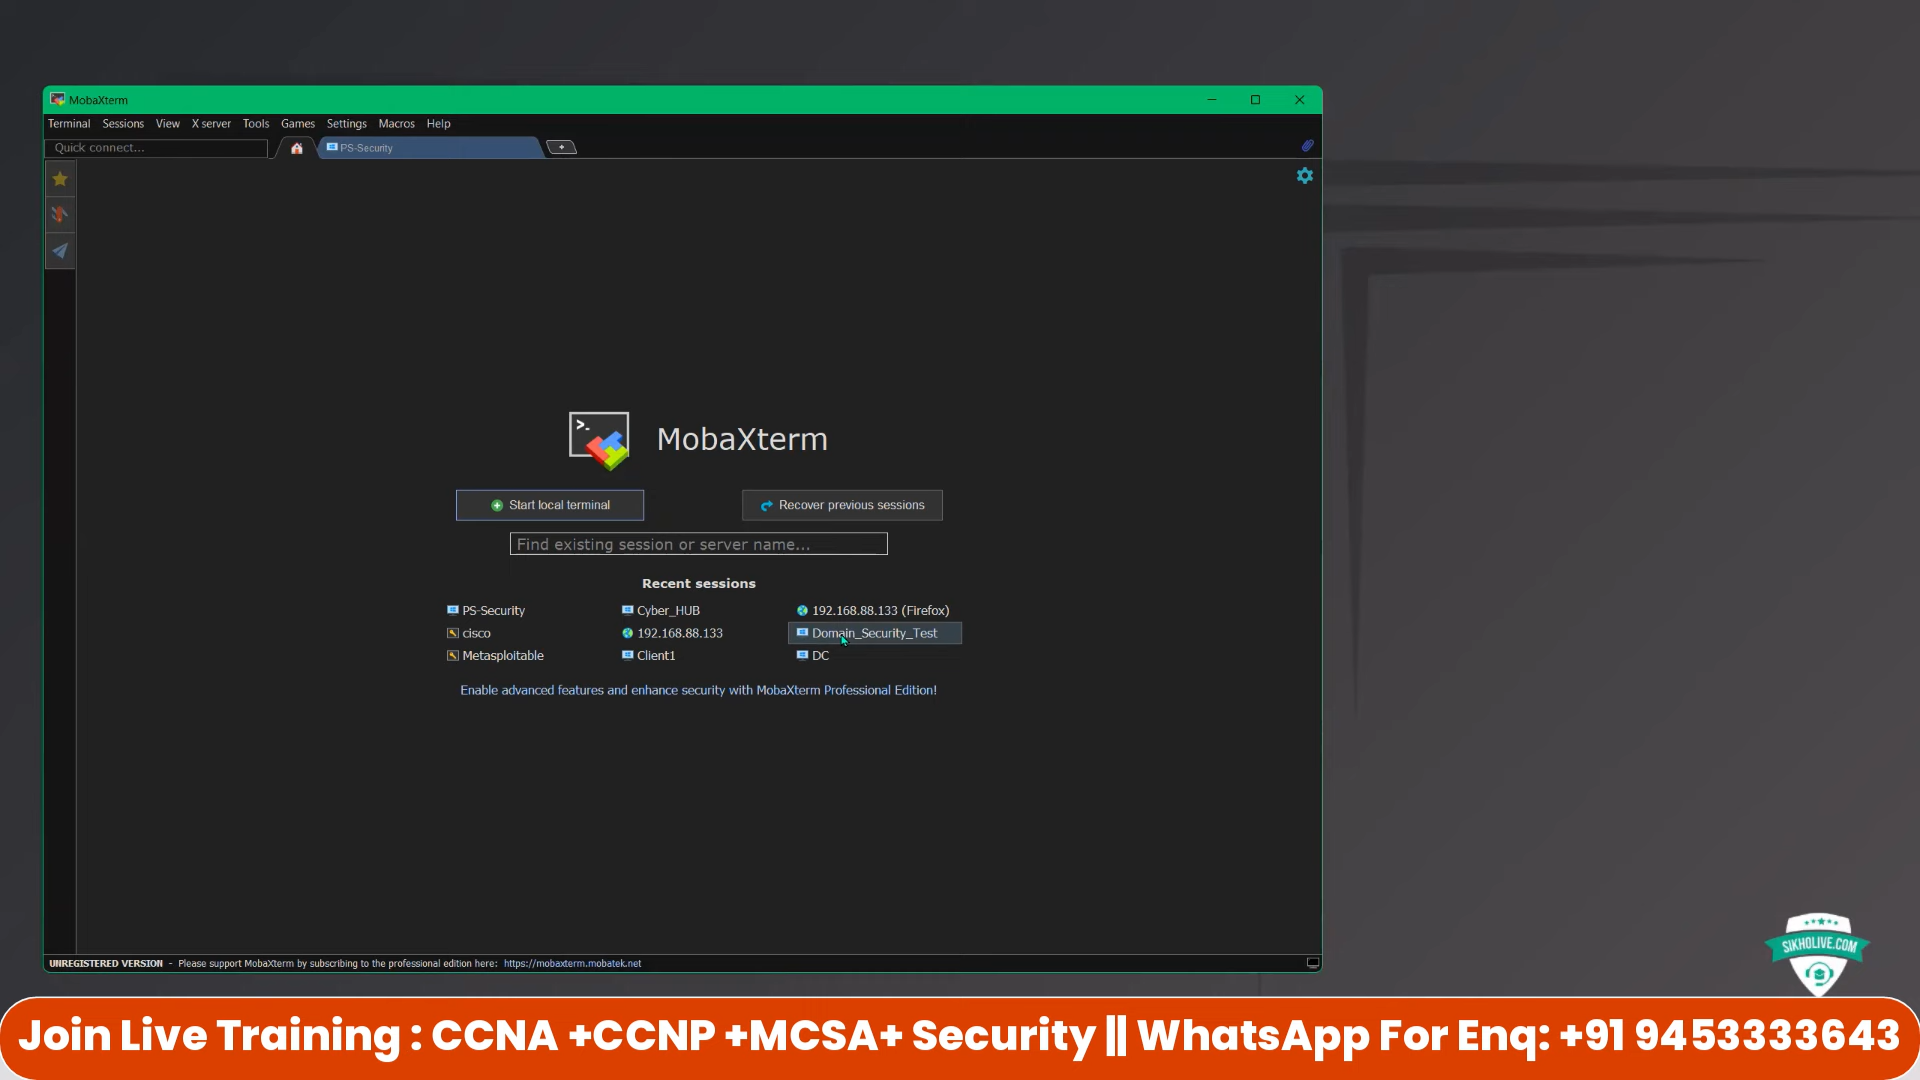 MobaXterm
Terminal Sessions View X server Tools Games Settings Macros Help
Quick connect... PS-Security
>_ MobaXterm
Start local terminal Recover previous sessions
Find existing session or server name...
Recent sessions
PS-Security Cyber_HUB 192.168.88.133 (Firefox)
cisco 192.168.88.133 Domain_Security_Test
Metasploitable Client1 DC
Enable advanced features and enhance security with MobaXterm Professional Edition!
UNREGISTERED VERSION - Please support MobaXterm by subscribing to the professional edition here: https://mobaxterm.mobatek.net
SIKHOLIVE.COM
Join Live Training : CCNA +CCNP +MCSA+ Security || WhatsApp For Enq: +91 9453333643